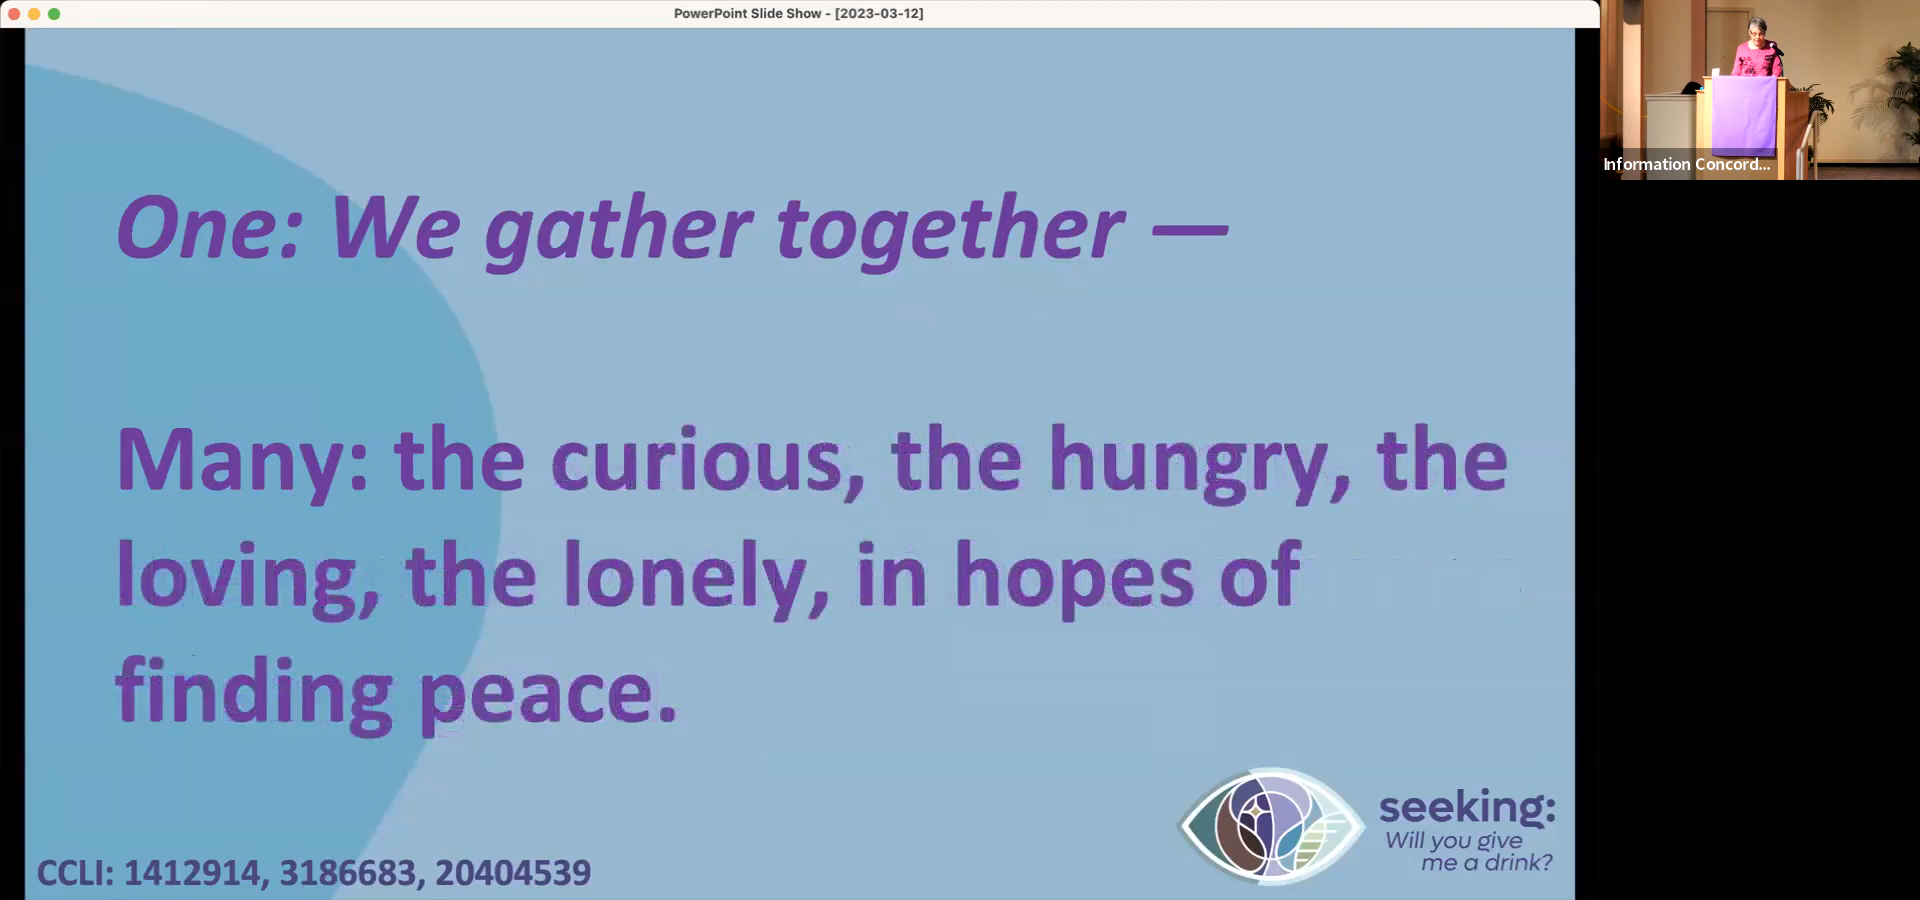 PowerPoint Slide Show - [2023-03-12]
Information Concord...
One: We gather together —
Many: the curious, the hungry, the
loving, the lonely, in hopes of
finding peace.
seeking:
Will you give
me a drink?
CCLI: 1412914, 3186683, 20404539